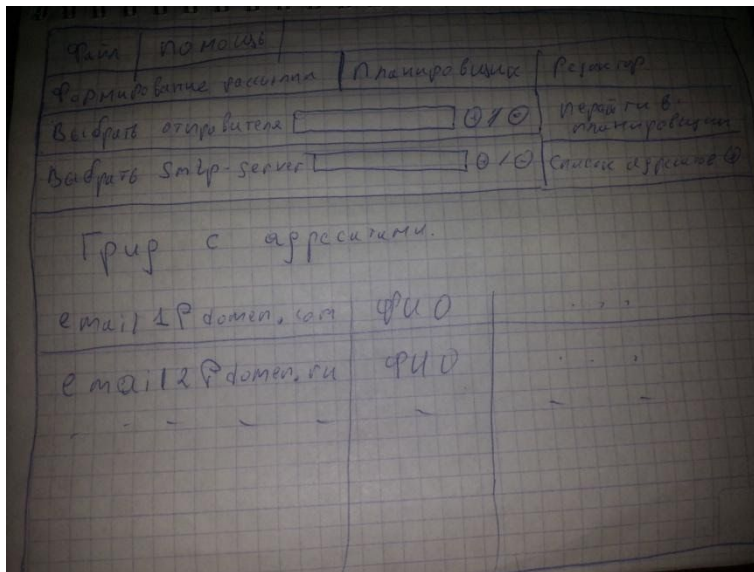 Файл | помощь |
Формирование рассылки | Планировщик | Редактор
Выбрать отправителя ⊕/⊖ перейти в планировщик
Выбрать Smtp-server ⊕/⊖ Список адресатов ⊕
Грид с адресатами.
email1@domen.com ФИО . . .
email2@domen.ru ФИО . . .